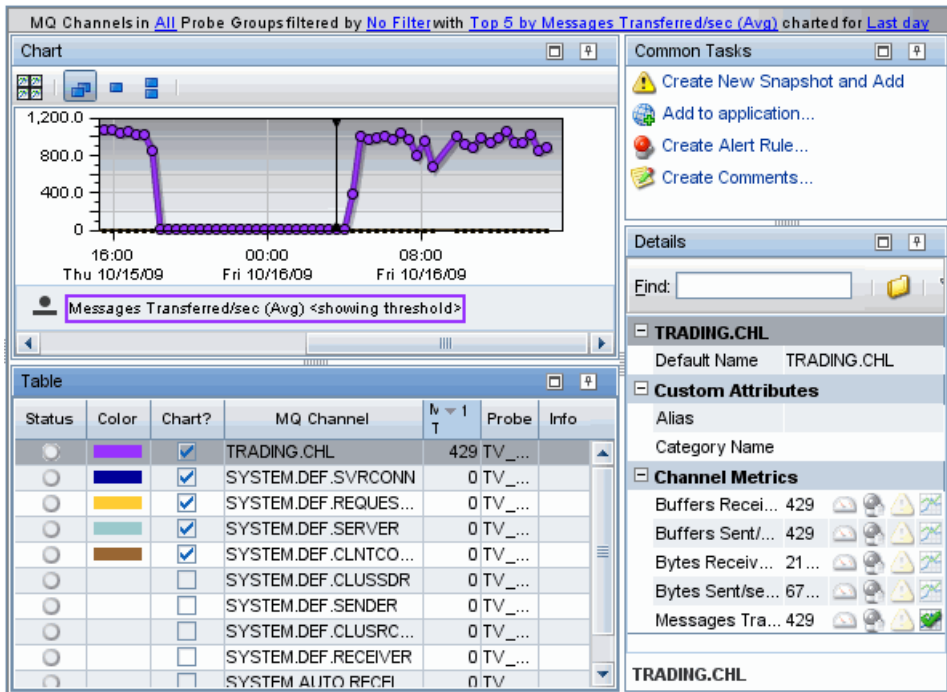 MQ Channels in All Probe Groups filtered by No Filter with Top 5 by Messages Transferred/sec (Avg) charted for Last day
Chart
1,200.0
800.0
400.0
0
16:00 00:00 08:00
Thu 10/15/09 Fri 10/16/09 Fri 10/16/09
Messages Transferred/sec (Avg) <showing threshold>
Table
Status Color Chart? MQ Channel T 1 Probe Info
TRADING.CHL 429 TV_...
SYSTEM.DEF.SVRCONN 0 TV_...
SYSTEM.DEF.REQUES... 0 TV_...
SYSTEM.DEF.SERVER 0 TV_...
SYSTEM.DEF.CLNTCO... 0 TV_...
SYSTEM.DEF.CLUSSDR 0 TV_...
SYSTEM.DEF.SENDER 0 TV_...
SYSTEM.DEF.CLUSRC... 0 TV_...
SYSTEM.DEF.RECEIVER 0 TV_...
SYSTEM.AUTO.RECEI 0 TV_...
Common Tasks
Create New Snapshot and Add
Add to application...
Create Alert Rule...
Create Comments...
Details
Find:
TRADING.CHL
Default Name TRADING.CHL
Custom Attributes
Alias
Category Name
Channel Metrics
Buffers Recei... 429
Buffers Sent/... 429
Bytes Receiv... 21...
Bytes Sent/se... 67...
Messages Tra... 429
TRADING.CHL